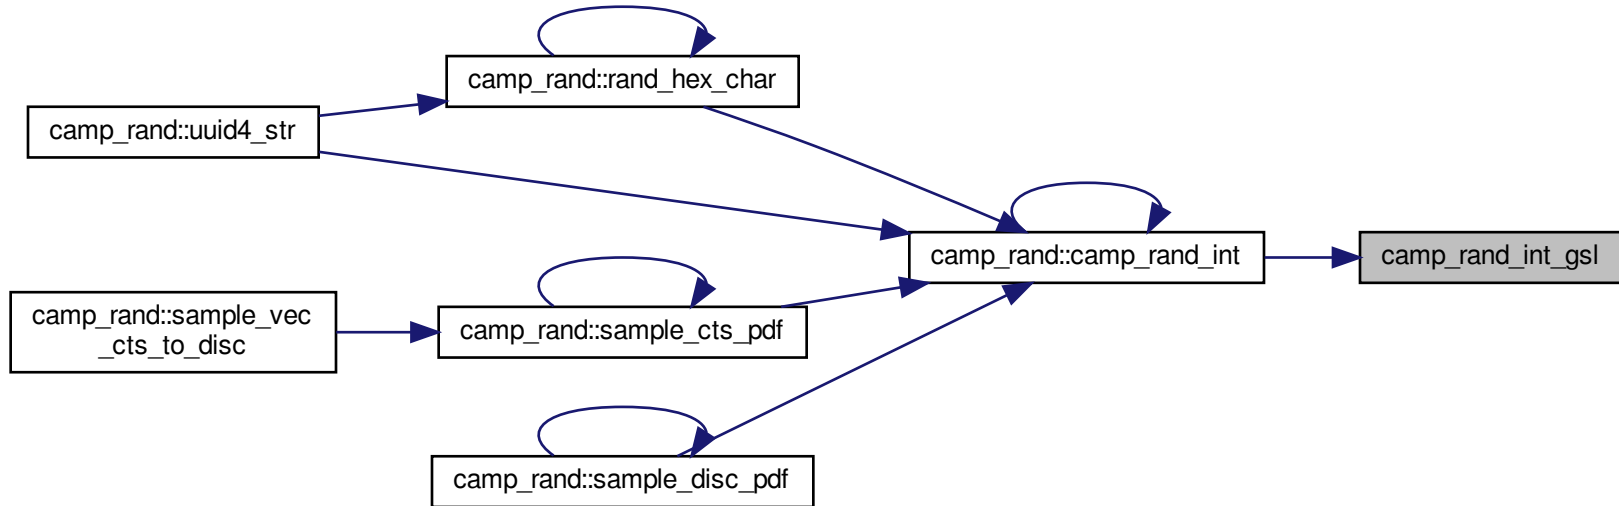 camp_rand::rand_hex_char
camp_rand::uuid4_str
camp_rand::camp_rand_int
camp_rand_int_gsl
camp_rand::sample_vec
_cts_to_disc
camp_rand::sample_cts_pdf
camp_rand::sample_disc_pdf